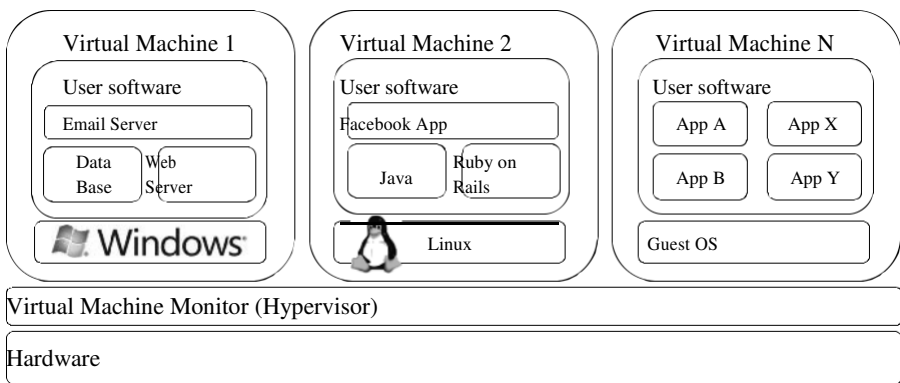 Virtual Machine 1
User software
Email Server
Data
Base
Web
Server
Windows
Virtual Machine 2
User software
Facebook App
Java
Ruby on
Rails
Linux
Virtual Machine N
User software
App A
App X
App B
App Y
Guest OS
Virtual Machine Monitor (Hypervisor)
Hardware